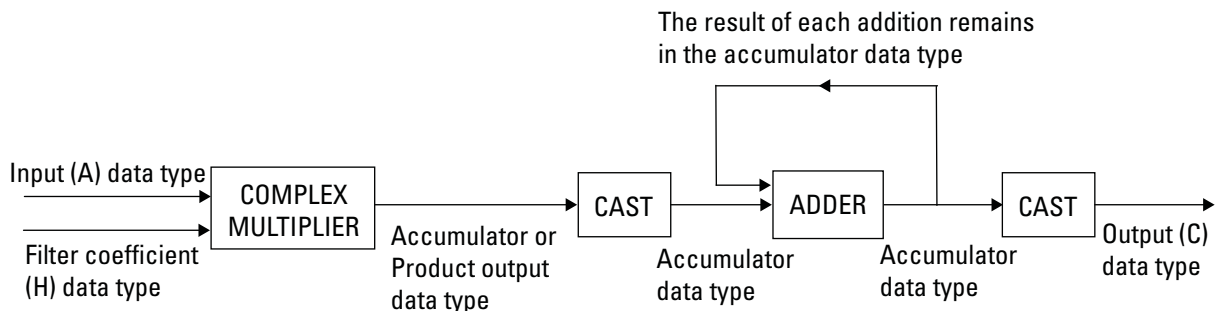 The result of each addition remains
in the accumulator data type
Input (A) data type
COMPLEX
MULTIPLIER
Filter coefficient
(H) data type
Accumulator or
Product output
data type
CAST
Accumulator
data type
ADDER
Accumulator
data type
CAST
Output (C)
data type